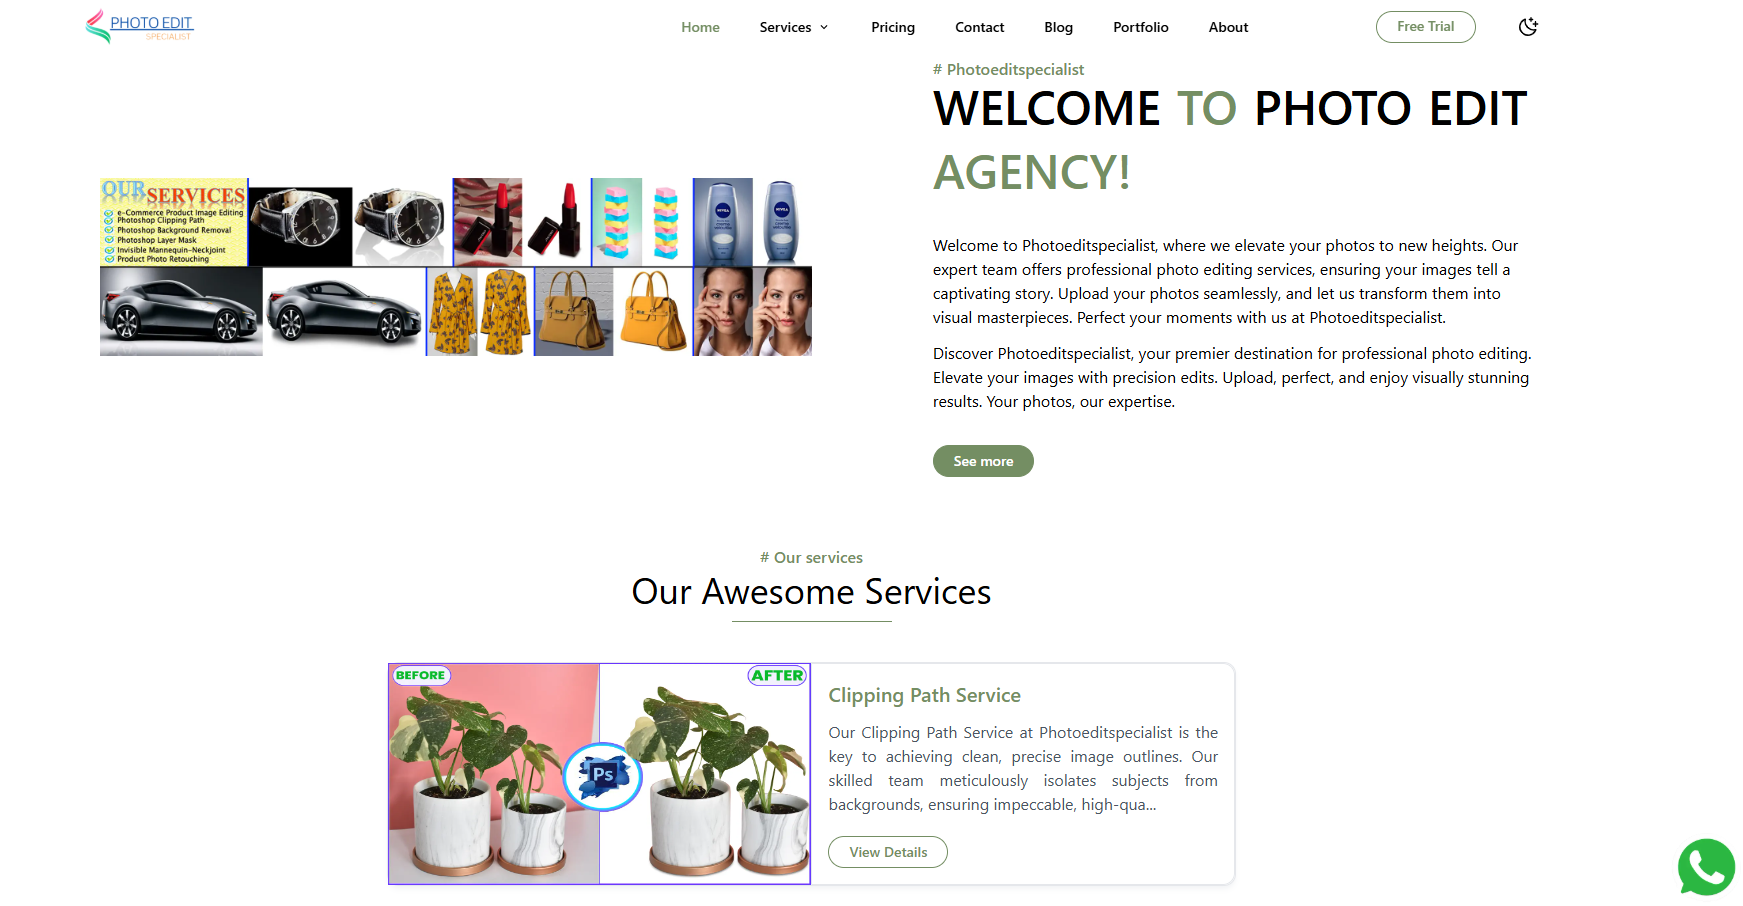 PHOTO EDIT
SPECIALIST
Home
Services
Pricing
Contact
Blog
Portfolio
About
Free Trial
# Photoeditspecialist
WELCOME TO PHOTO EDIT
AGENCY!
OUR SERVICES
e-Commerce Product Image Editing
Photoshop Clipping Path
Photoshop Background Removal
Photoshop Layer Mask
Invisible Mannequin-Neckjoint
Product Photo Retouching
NIVEA
NIVEA
Welcome to Photoeditspecialist, where we elevate your photos to new heights. Our
expert team offers professional photo editing services, ensuring your images tell a
captivating story. Upload your photos seamlessly, and let us transform them into
visual masterpieces. Perfect your moments with us at Photoeditspecialist.
Discover Photoeditspecialist, your premier destination for professional photo editing.
Elevate your images with precision edits. Upload, perfect, and enjoy visually stunning
results. Your photos, our expertise.
See more
# Our services
Our Awesome Services
BEFORE
AFTER
Ps
Clipping Path Service
Our Clipping Path Service at Photoeditspecialist is the
key to achieving clean, precise image outlines. Our
skilled team meticulously isolates subjects from
backgrounds, ensuring impeccable, high-qua...
View Details